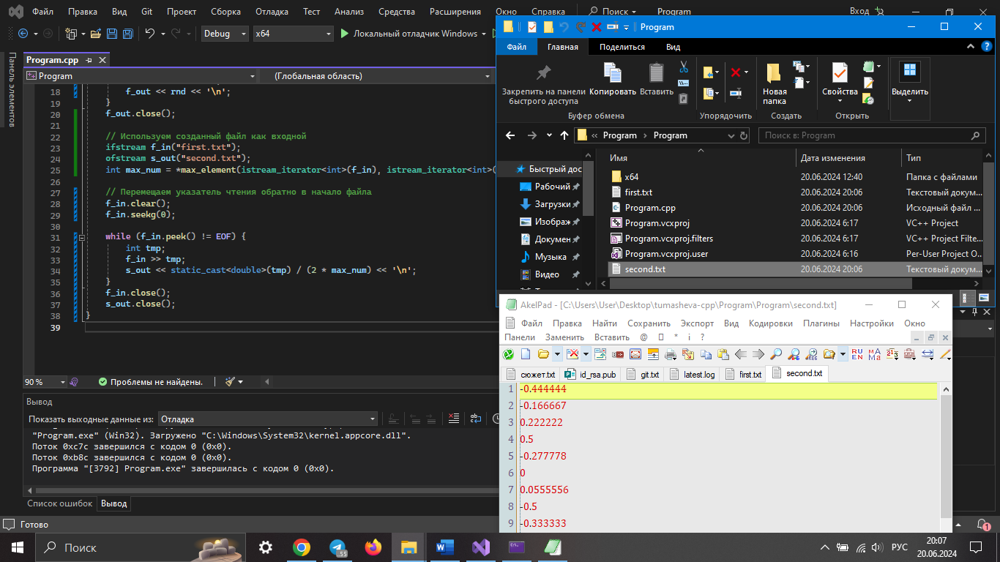 Файл Правка Вид Git Проект Сборка Отладка Тест Анализ Средства Расширения Окно Справка Поиск Program Вход
Debug x64 Локальный отладчик Windows
Панель элементов
Program.cpp
Program (Глобальная область)
18 f_out << rnd << '\n';
19 }
20 f_out.close();
21
22 // Используем созданный файл как входной
23 ifstream f_in("first.txt");
24 ofstream s_out("second.txt");
25 int max_num = *max_element(istream_iterator<int>(f_in), istream_iterator<int>(
26
27 // Перемещаем указатель чтения обратно в начало файла
28 f_in.clear();
29 f_in.seekg(0);
30
31 while (f_in.peek() != EOF) {
32 int tmp;
33 f_in >> tmp;
34 s_out << static_cast<double>(tmp) / (2 * max_num) << '\n';
35 }
36 f_in.close();
37 s_out.close();
38 }
39
90 % Проблемы не найдены.
Вывод
Показать выходные данные из: Отладка
"Program.exe" (Win32). Загружено "C:\Windows\System32\kernel.appcore.dll".
Поток 0xc7c завершился с кодом 0 (0x0).
Поток 0xb8c завершился с кодом 0 (0x0).
Программа "[3792] Program.exe" завершилась с кодом 0 (0x0).
Список ошибок Вывод
Готово
Program
Файл Главная Поделиться Вид
Закрепить на панели быстрого доступа
Копировать
Вставить
Новая папка
Свойства
Выделить
Буфер обмена Упорядочить Создать Открыть
« Program › Program Поиск в: Program
Имя Дата изменения Тип
Быстрый дос
Рабочий
Загрузки
Изображ
Докумен
Музыка
Видео
x64 20.06.2024 12:40 Папка с файлами
first.txt 20.06.2024 20:06 Текстовый докум...
Program.cpp 20.06.2024 20:06 Исходный файл ...
Program.vcxproj 20.06.2024 6:17 VC++ Project
Program.vcxproj.filters 20.06.2024 6:17 VC++ Project Filte...
Program.vcxproj.user 20.06.2024 6:16 Per-User Project O...
second.txt 20.06.2024 20:06 Текстовый докум...
AkelPad - [C:\Users\User\Desktop\tumasheva-cpp\Program\Program\second.txt]
Файл Правка Найти Сохранить Экспорт Вид Кодировки Плагины Настройки Окно
Панели Заменить Вставить @ * i ?
сюжет.txt id_rsa.pub git.txt latest.log first.txt second.txt
1 -0.444444
2 -0.166667
3 0.222222
4 0.5
5 -0.277778
6 0
7 0.0555556
8 -0.5
9 -0.333333
Поиск
55
РУС
20:07
20.06.2024
1